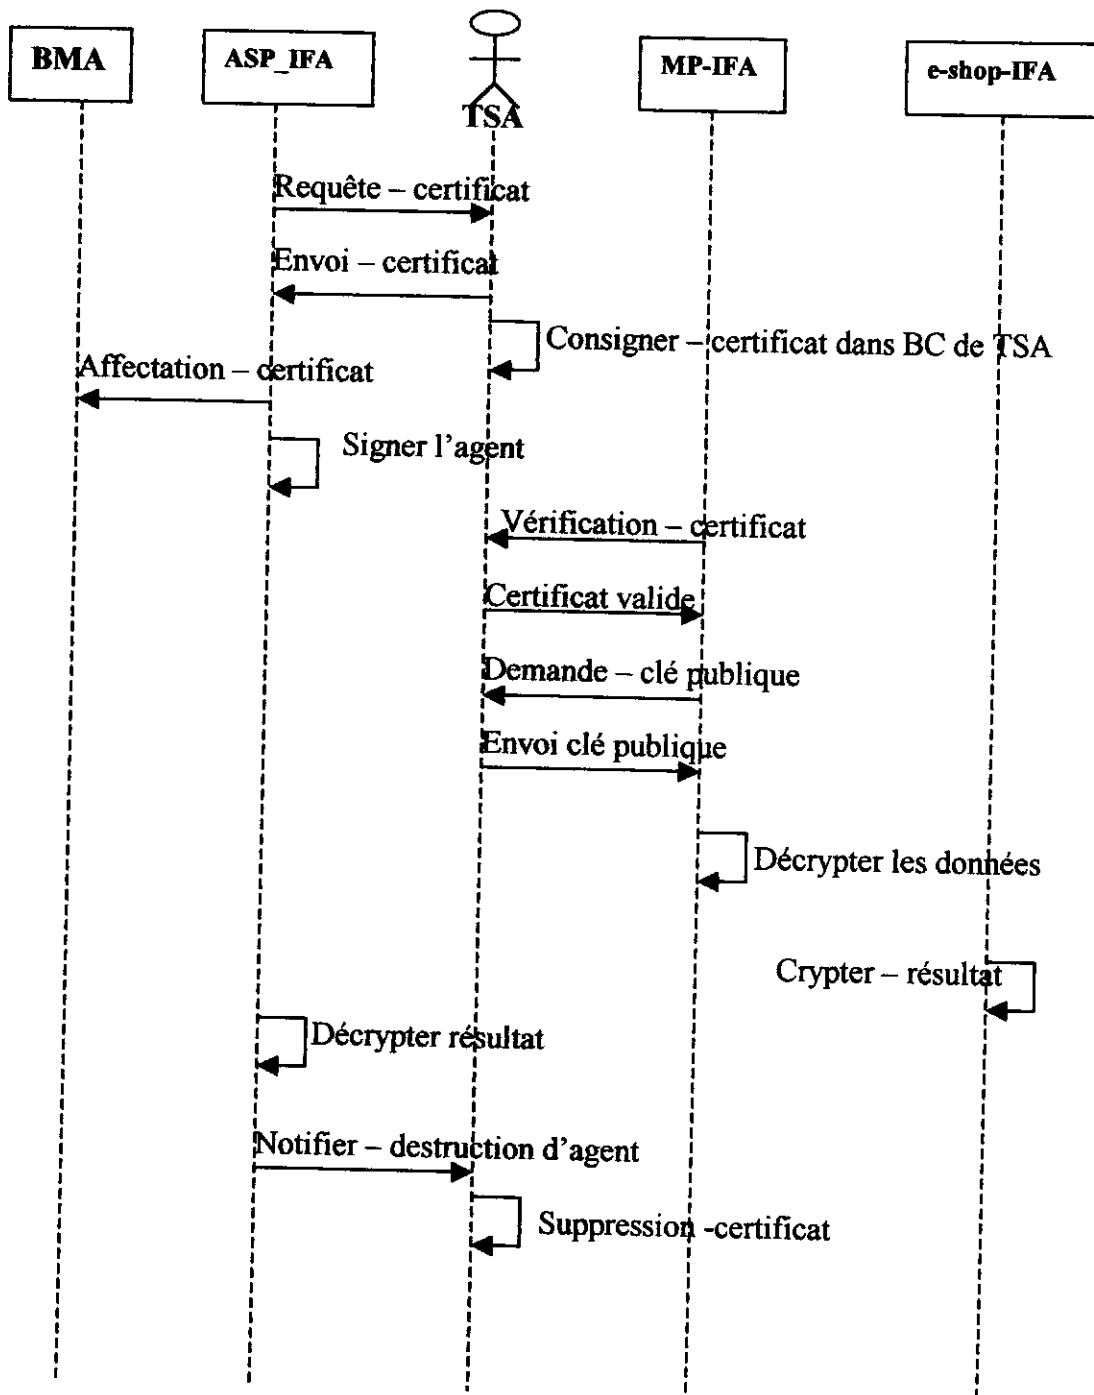 BMA
ASP_IFA
TSA
MP-IFA
e-shop-IFA
Requête – certificat
Envoi – certificat
Consigner – certificat dans BC de TSA
Affectation – certificat
Signer l'agent
Vérification – certificat
Certificat valide
Demande – clé publique
Envoi clé publique
Décrypter les données
Crypter – résultat
Décrypter résultat
Notifier – destruction d'agent
Suppression -certificat